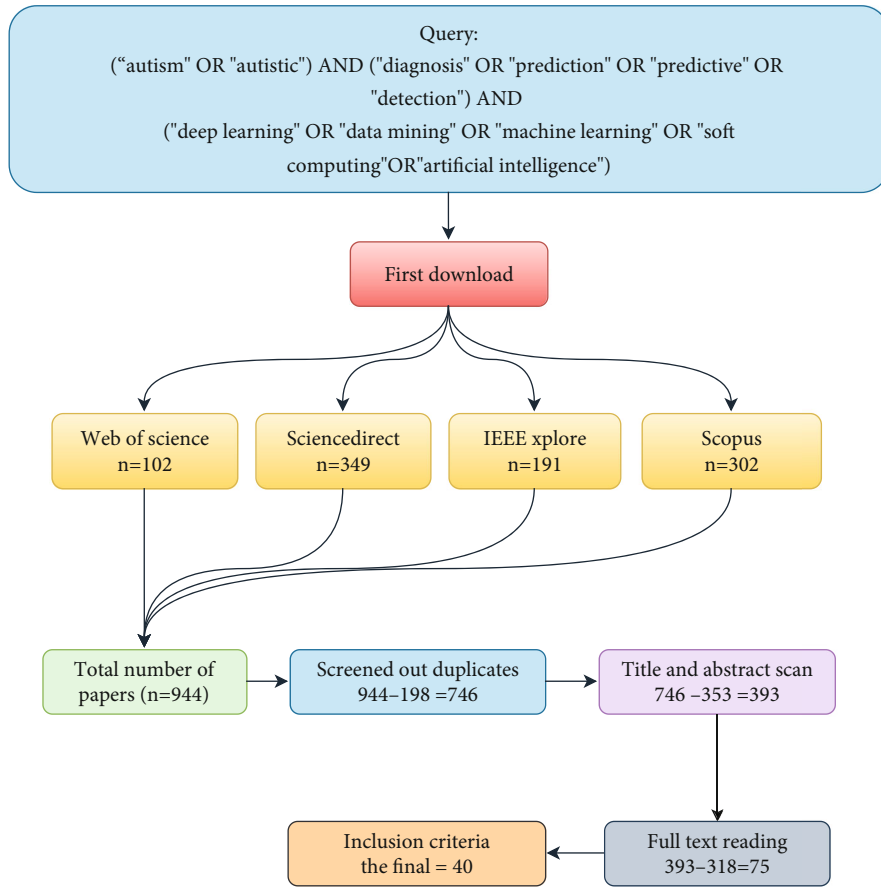 Query:
(“autism" OR "autistic") AND ("diagnosis" OR "prediction" OR "predictive" OR
"detection") AND
("deep learning" OR "data mining" OR "machine learning" OR "soft
computing"OR"artificial intelligence")
First download
Web of science
n=102
Sciencedirect
n=349
IEEE xplore
n=191
Scopus
n=302
Total number of
papers (n=944)
Screened out duplicates
944–198 =746
Title and abstract scan
746 –353 =393
Full text reading
393–318=75
Inclusion criteria
the final = 40